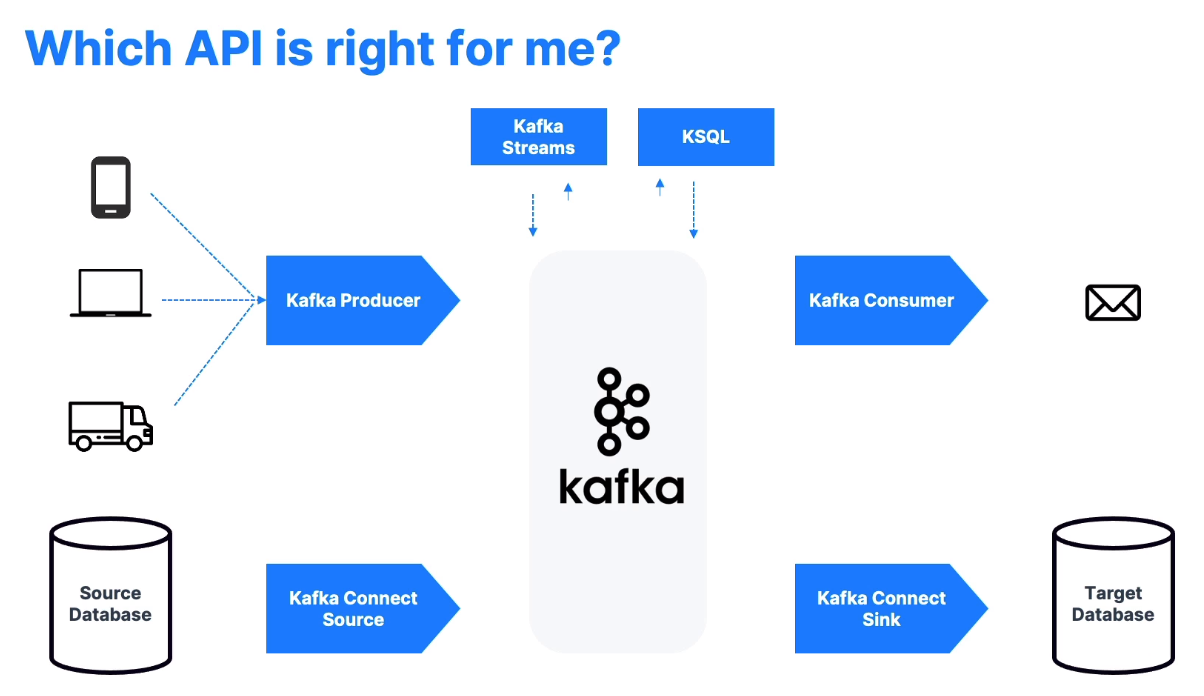 Which API is right for me?
Kafka
Streams
KSQL
Kafka Producer
Kafka Consumer
kafka
Source
Database
Kafka Connect
Source
Kafka Connect
Sink
Target
Database